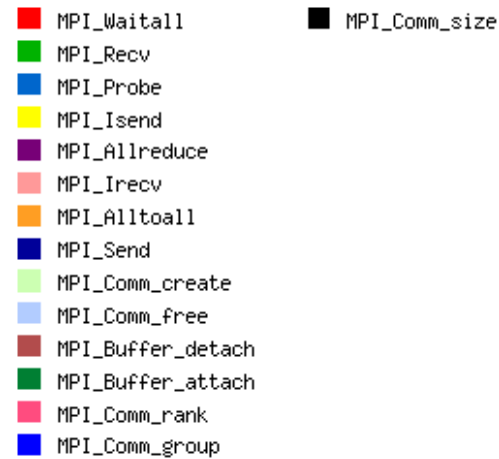 MPI_Waitall
MPI_Recv
MPI_Probe
MPI_Isend
MPI_Allreduce
MPI_Irecv
MPI_Alltoall
MPI_Send
MPI_Comm_create
MPI_Comm_free
MPI_Buffer_detach
MPI_Buffer_attach
MPI_Comm_rank
MPI_Comm_group
MPI_Comm_size